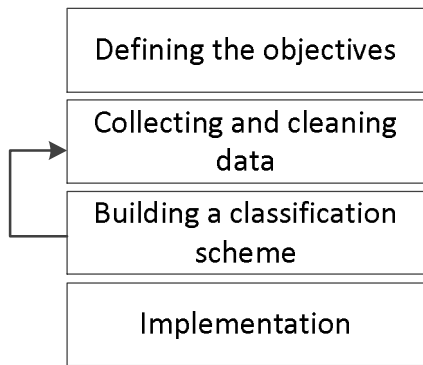 Defining the objectives
Collecting and cleaning
data
Building a classification
scheme
Implementation